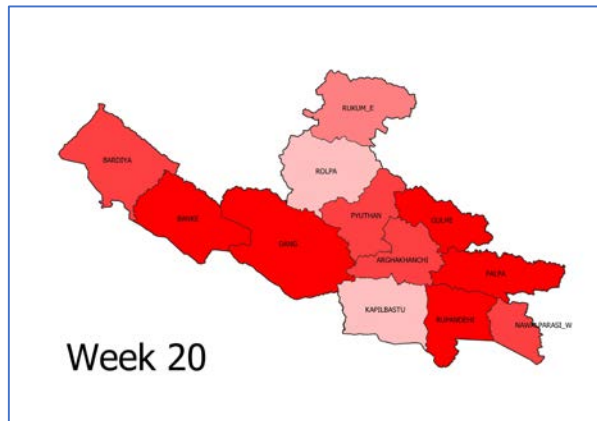 RUKUM_E
BARDIYA
ROLPA
PYUTHAN
GULMI
BANKE
DANG
ARGHAKHANCHI
PALPA
KAPILBASTU
RUPANDEHI
NAWALPARASI_W
Week 20